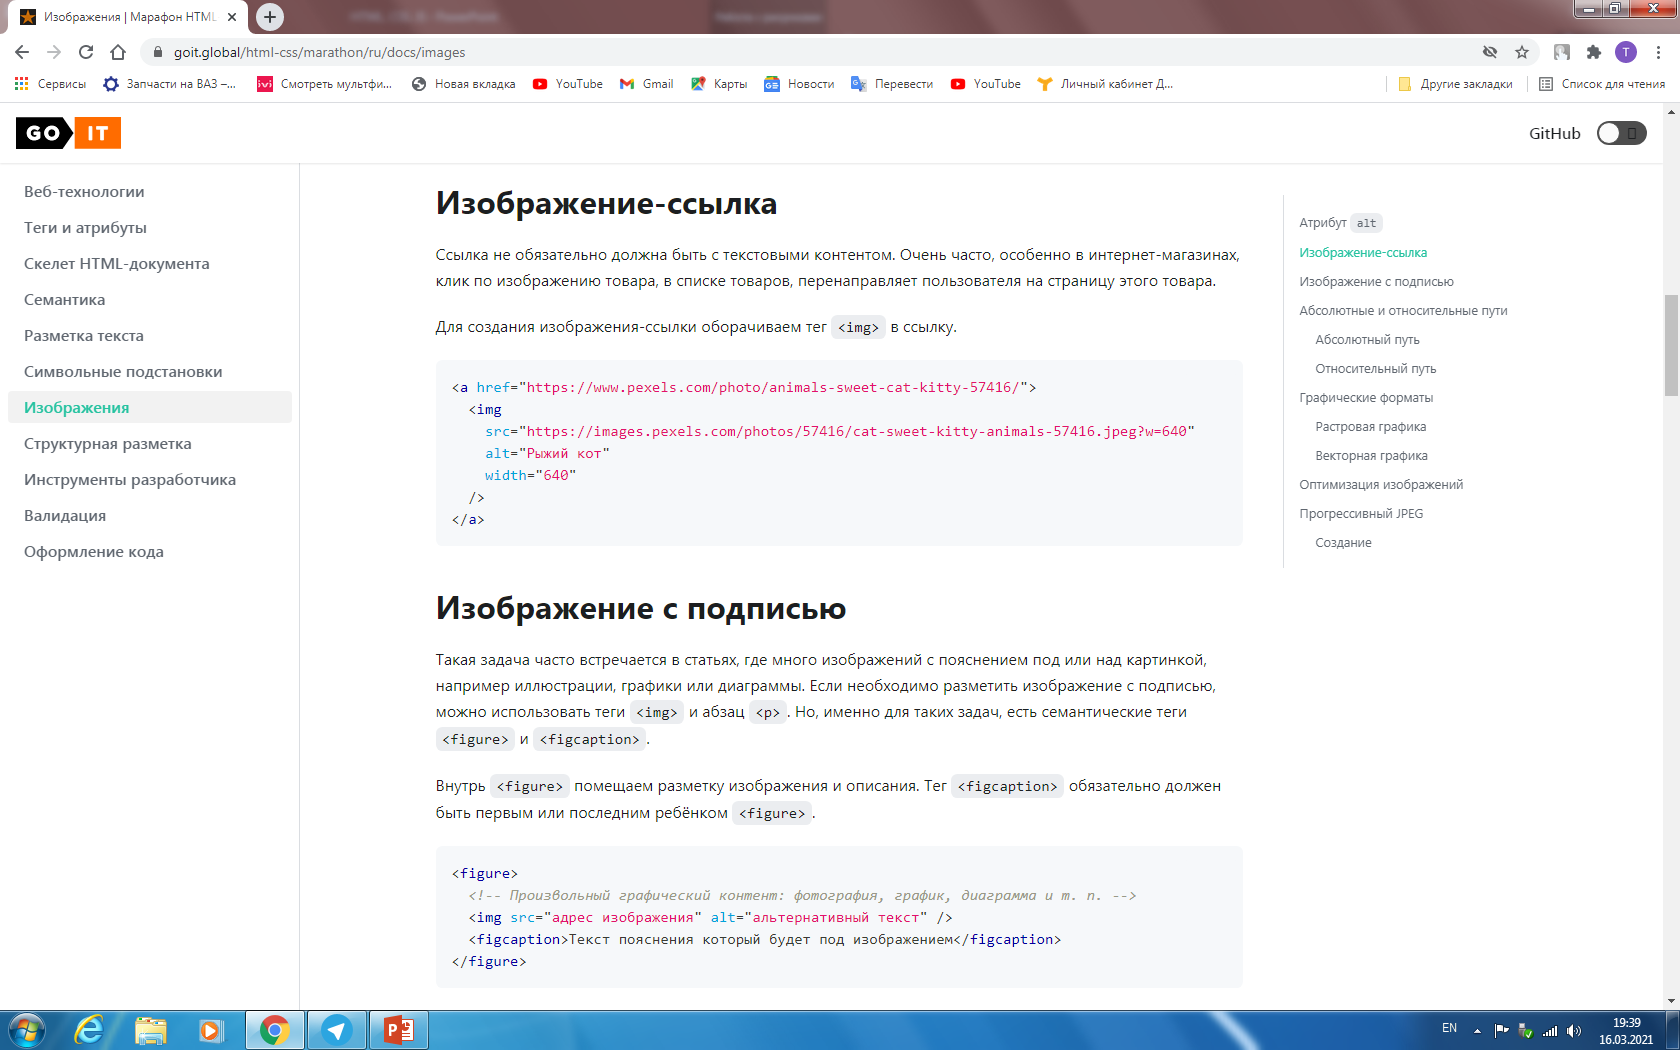 Изображения | Марафон HTML
goit.global/html-css/marathon/ru/docs/images
Сервисы
Запчасти на ВАЗ –...
Смотреть мультфи...
Новая вкладка
YouTube
Gmail
Карты
Новости
Перевести
YouTube
Личный кабинет Д...
Другие закладки
Список для чтения
T
GO IT
GitHub
Веб-технологии
Теги и атрибуты
Скелет HTML-документа
Семантика
Разметка текста
Символьные подстановки
Изображения
Структурная разметка
Инструменты разработчика
Валидация
Оформление кода
Изображение-ссылка
Ссылка не обязательно должна быть с текстовыми контентом. Очень часто, особенно в интернет-магазинах,
клик по изображению товара, в списке товаров, перенаправляет пользователя на страницу этого товара.
Для создания изображения-ссылки оборачиваем тег <img> в ссылку.
<a href="https://www.pexels.com/photo/animals-sweet-cat-kitty-57416/">
<img
src="https://images.pexels.com/photos/57416/cat-sweet-kitty-animals-57416.jpeg?w=640"
alt="Рыжий кот"
width="640"
/>
</a>
Изображение с подписью
Такая задача часто встречается в статьях, где много изображений с пояснением под или над картинкой,
например иллюстрации, графики или диаграммы. Если необходимо разметить изображение с подписью,
можно использовать теги <img> и абзац <p>. Но, именно для таких задач, есть семантические теги
<figure> и <figcaption>.
Внутрь <figure> помещаем разметку изображения и описания. Тег <figcaption> обязательно должен
быть первым или последним ребёнком <figure>.
<figure>
<!-- Произвольный графический контент: фотография, график, диаграмма и т. п. -->
<img src="адрес изображения" alt="альтернативный текст" />
<figcaption>Текст пояснения который будет под изображением</figcaption>
</figure>
Атрибут alt
Изображение-ссылка
Изображение с подписью
Абсолютные и относительные пути
Абсолютный путь
Относительный путь
Графические форматы
Растровая графика
Векторная графика
Оптимизация изображений
Прогрессивный JPEG
Создание
EN
19:39
16.03.2021